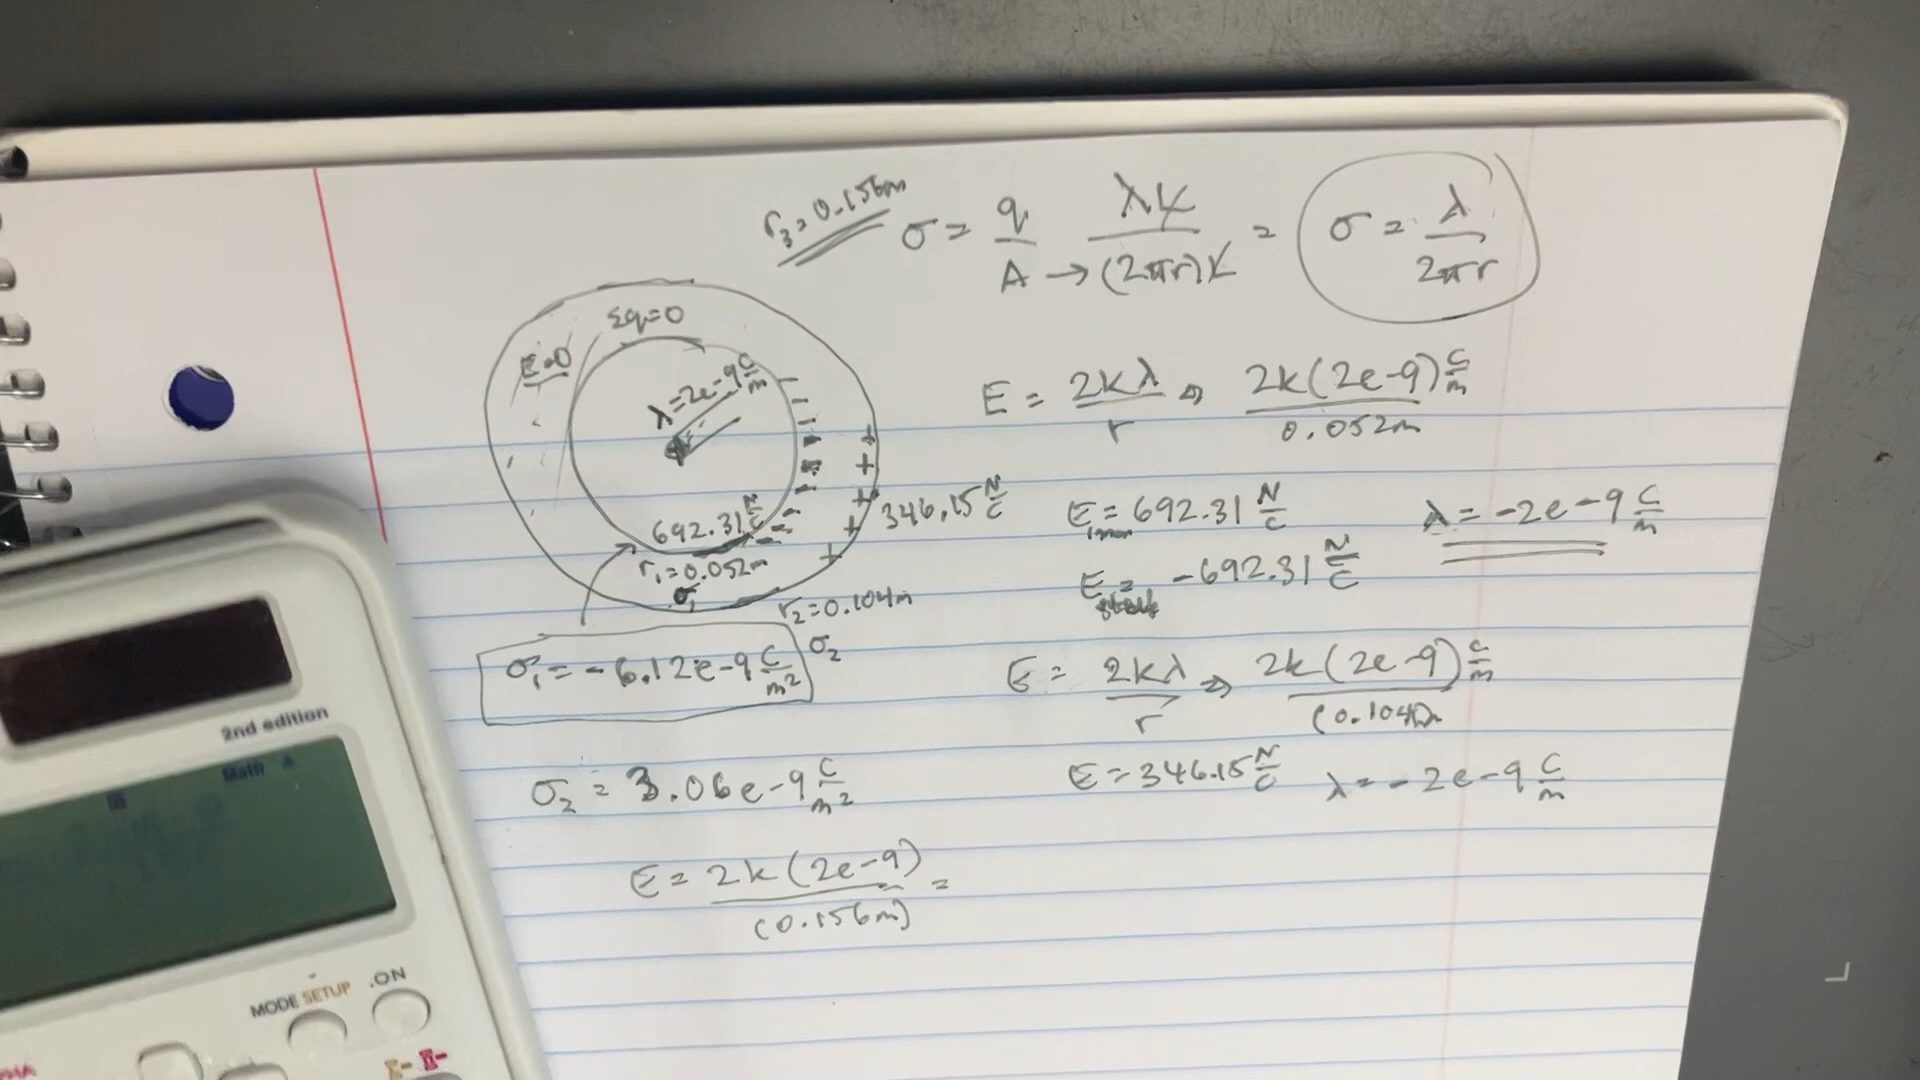 r₃=0.156m
σ = q/A → λL/(2πr)L = σ = λ/2πr
Σq=0
E=0
λ=2e-9 C/m
E = 2kλ/r ⇒ 2k(2e-9) C/m / 0.052m
692.31 N/C
346.15 N/C
r₁=0.052m
σ₁
r₂=0.104m
σ₂
E = 692.31 N/C
λ = -2e-9 C/m
E = -692.31 N/C
σ₁ = -6.12e-9 C/m²
E = 2kλ/r ⇒ 2k(2e-9) C/m / (0.104)m
σ₂ = 3.06e-9 C/m²
E = 346.15 N/C λ = -2e-9 C/m
E = 2k(2e-9)/(0.156m) =
2nd edition
Math
MODE SETUP ON